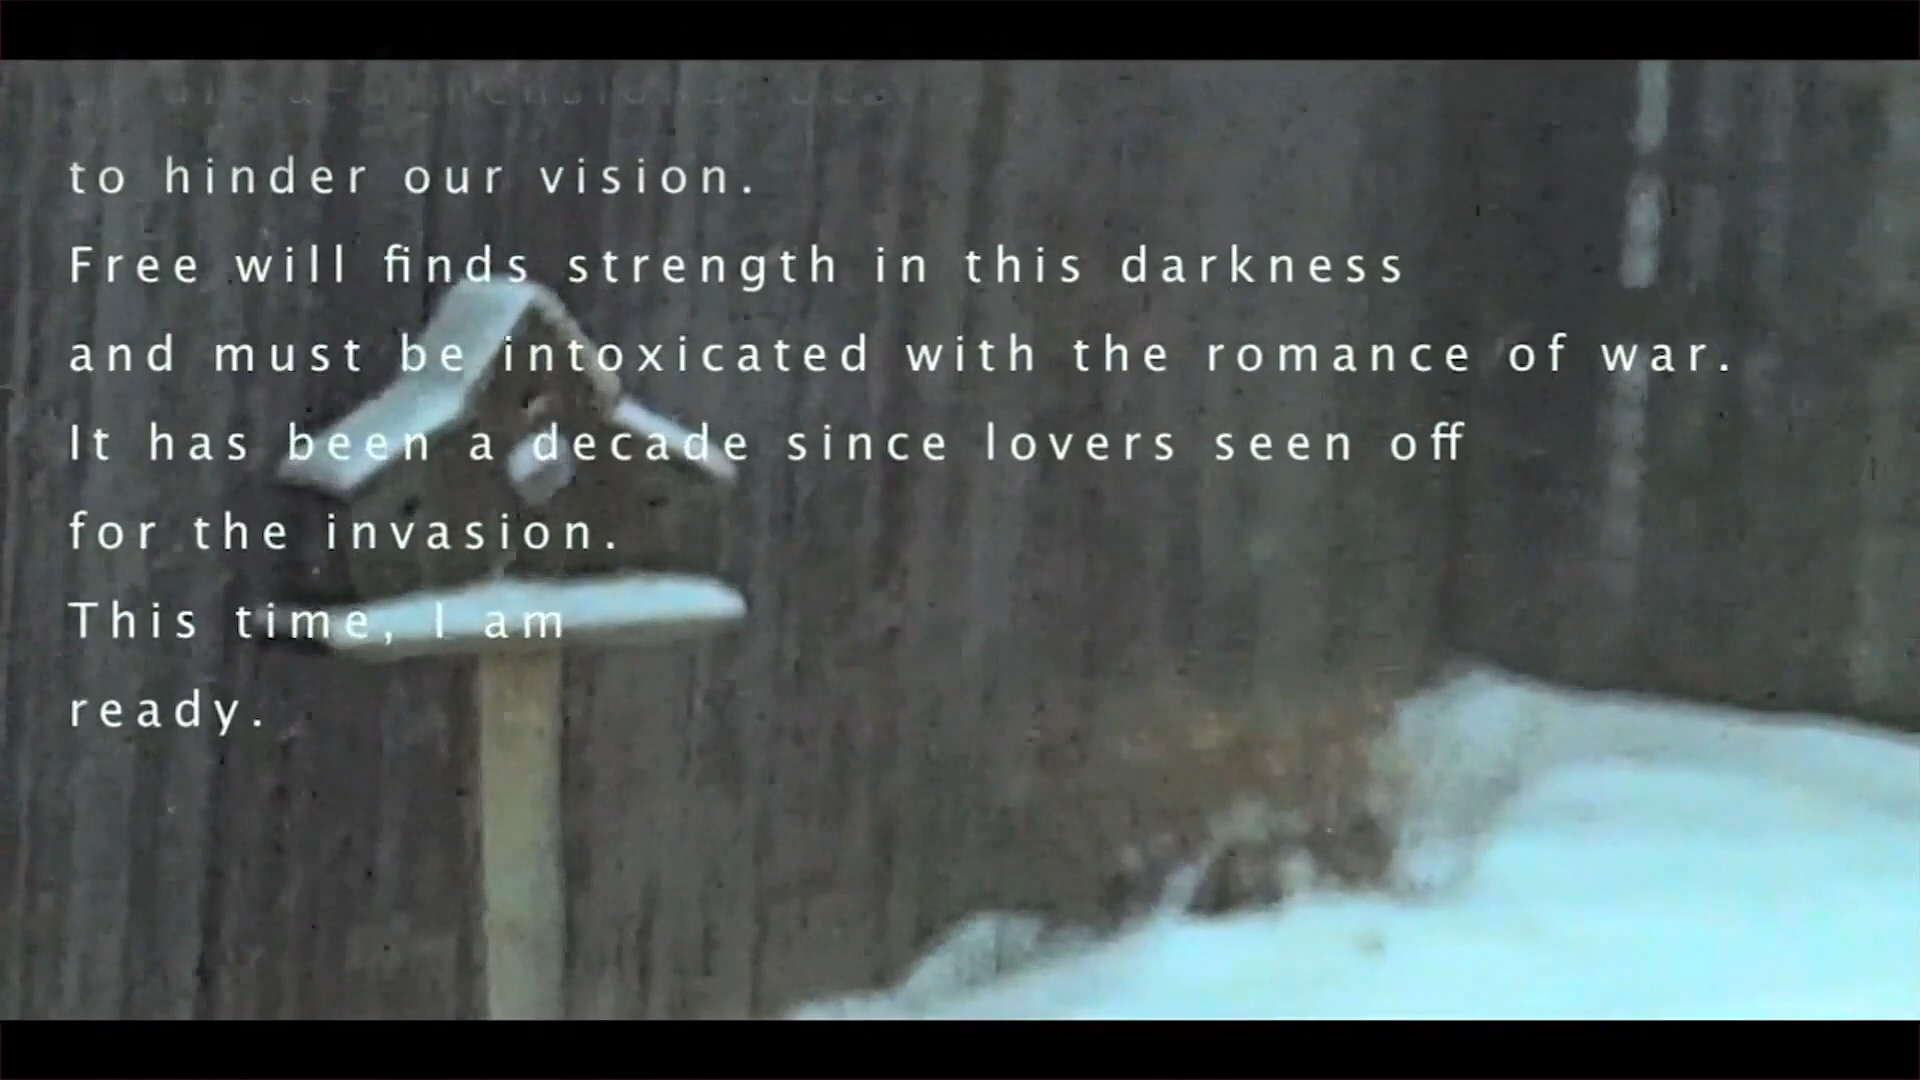 to hinder our vision.
Free will finds strength in this darkness
and must be intoxicated with the romance of war.
It has been a decade since lovers seen off
for the invasion.
This time, I am
ready.